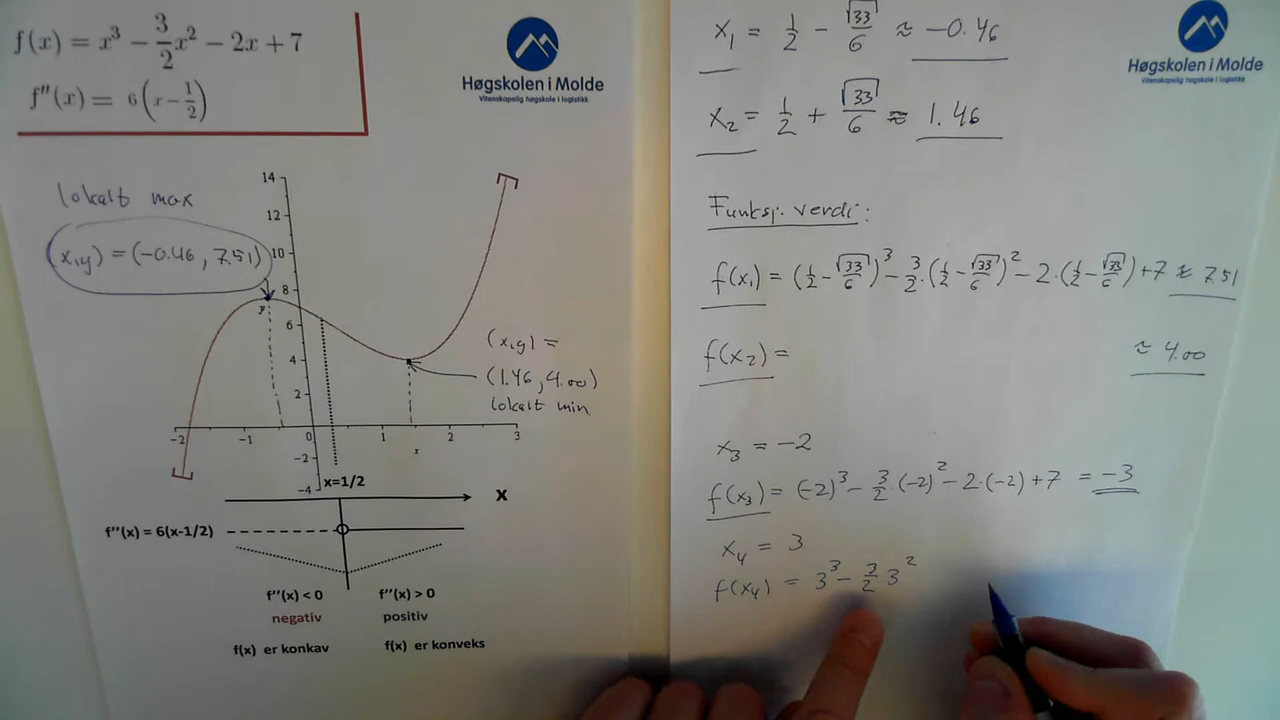 f(x) = x³ − 3/2 x² − 2x + 7
f''(x) = 6(x − 1/2)
Høgskolen i Molde
Vitenskapelig høgskole i logistikk
lokalt max
(x,y) = (-0.46, 7.51)
14
12
10
8
6
4
2
-2
-4
y
-2 -1 0 1 2 3
x
(x,y) =
(1.46, 4.00)
lokalt min
x=1/2
x
f''(x) = 6(x-1/2)
f''(x) < 0 f''(x) > 0
negativ positiv
f(x) er konkav f(x) er konveks
x₁ = 1/2 − √33/6 ≈ −0.46
x₂ = 1/2 + √33/6 ≈ 1.46
Høgskolen i Molde
Vitenskapelig høgskole i logistikk
Funksj. verdi:
f(x₁) = (1/2 − √33/6)³ − 3/2·(1/2 − √33/6)² − 2·(1/2 − √33/6) + 7 ≈ 7.51
f(x₂) = ≈ 4.00
x₃ = −2
f(x₃) = (−2)³ − 3/2·(−2)² − 2·(−2) + 7 = −3
x₄ = 3
f(x₄) = 3³ − 3/2 3²